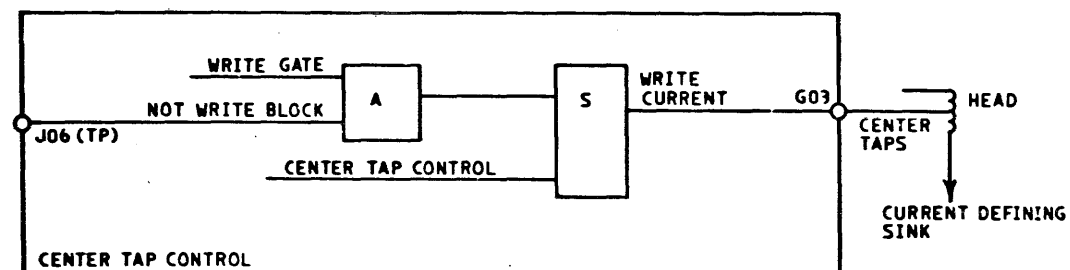 WRITE GATE
A
NOT WRITE BLOCK
J06 (TP)
S
WRITE
CURRENT
G03
HEAD
CENTER
TAPS
CENTER TAP CONTROL
CURRENT DEFINING
SINK
CENTER TAP CONTROL